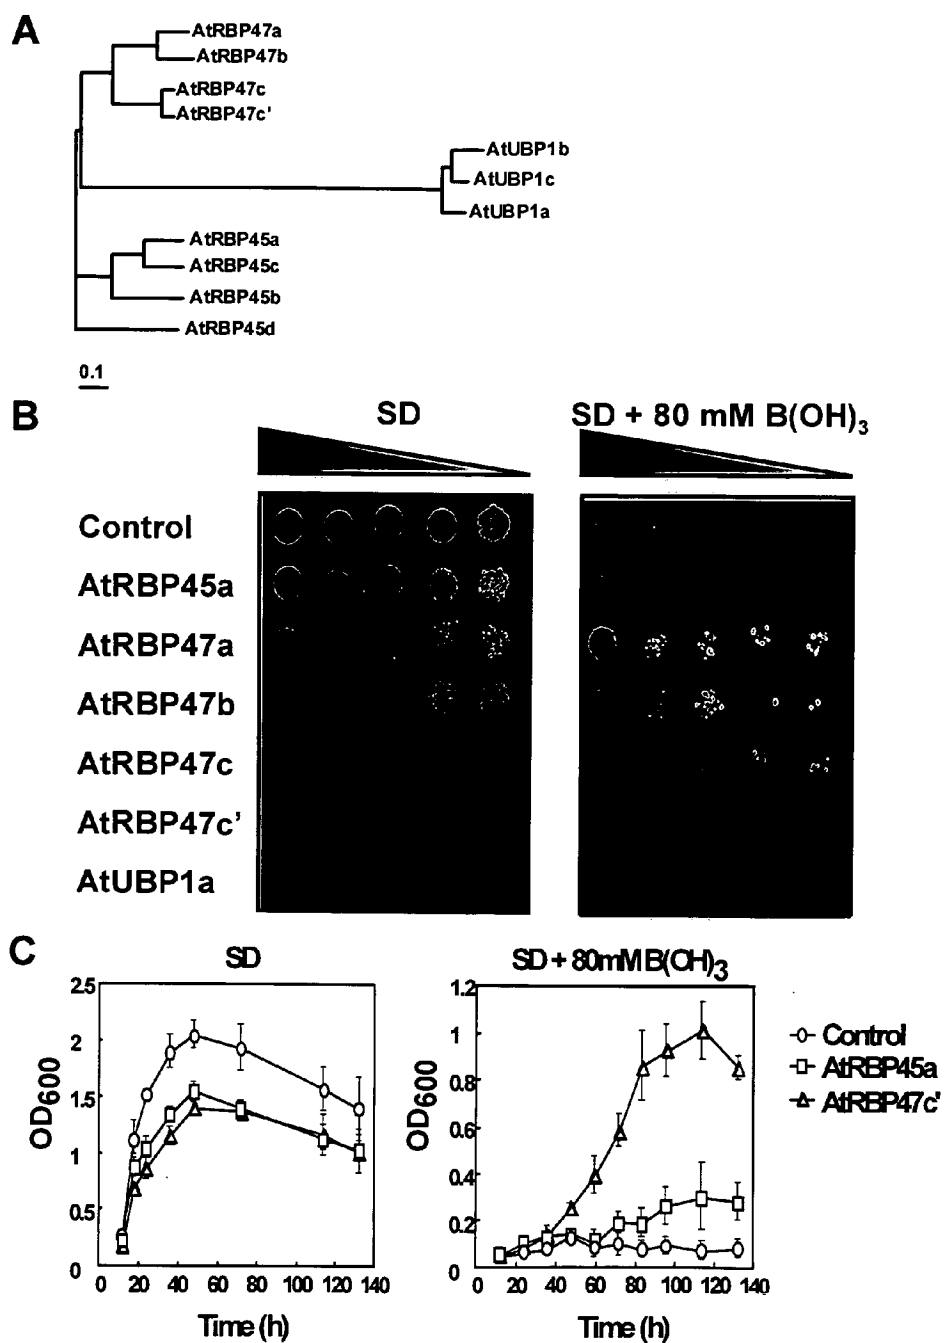 A
AtRBP47a
AtRBP47b
AtRBP47c
AtRBP47c'
AtUBP1b
AtUBP1c
AtUBP1a
AtRBP45a
AtRBP45c
AtRBP45b
AtRBP45d
0.1
B
SD
SD + 80 mM B(OH)3
Control
AtRBP45a
AtRBP47a
AtRBP47b
AtRBP47c
AtRBP47c'
AtUBP1a
C
SD
2.5
2
1.5
1
0.5
0
OD600
0 20 40 60 80 100 120 140
Time (h)
SD + 80mM B(OH)3
1.2
1
0.8
0.6
0.4
0.2
0
OD600
0 20 40 60 80 100 120 140
Time (h)
Control
AtRBP45a
AtRBP47c'